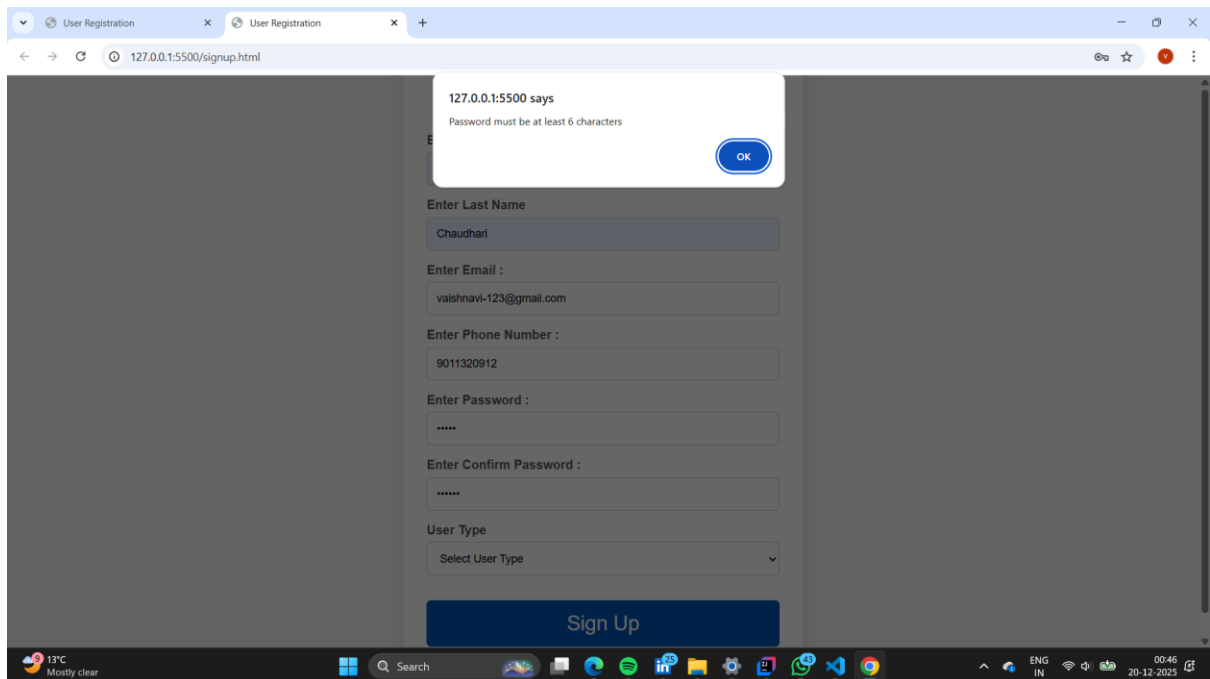 User Registration
User Registration
127.0.0.1:5500/signup.html
V
127.0.0.1:5500 says
Password must be at least 6 characters
OK
E
Enter Last Name
Chaudhari
Enter Email :
vaishnavi-123@gmail.com
Enter Phone Number :
9011320912
Enter Password :
•••••
Enter Confirm Password :
••••••
User Type
Select User Type
Sign Up
9
13°C
Mostly clear
Search
25
43
ENG
IN
00:46
20-12-2025